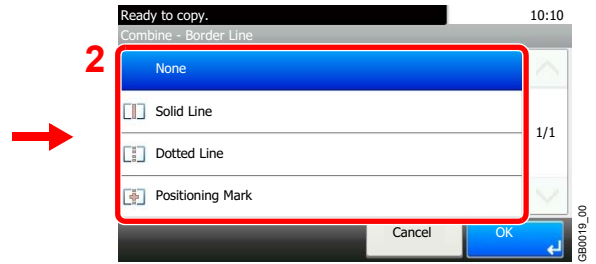 Ready to copy. 10:10
Combine - Border Line
2
None
Solid Line
1/1
Dotted Line
Positioning Mark
Cancel OK
GB0019_00